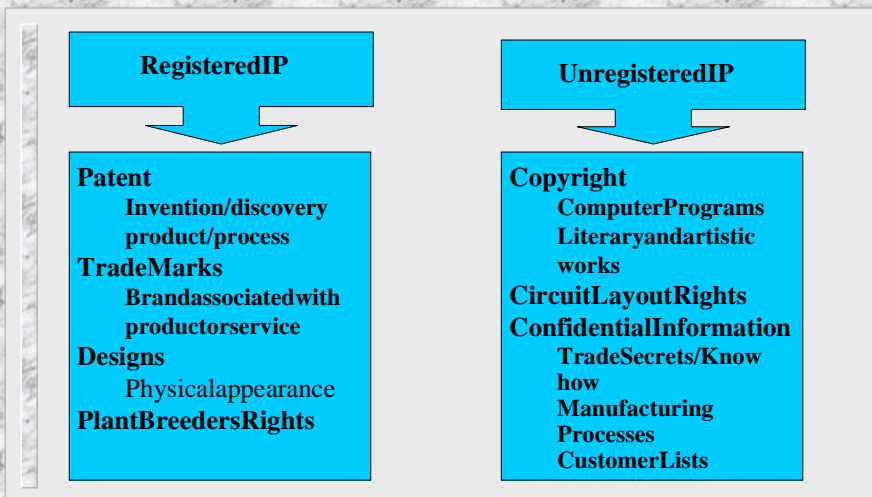 RegisteredIP
Patent
Invention/discovery
product/process
TradeMarks
Brandassociatedwith
productorservice
Designs
Physicalappearance
PlantBreedersRights
UnregisteredIP
Copyright
ComputerPrograms
Literaryandartistic
works
CircuitLayoutRights
ConfidentialInformation
TradeSecrets/Know
how
Manufacturing
Processes
CustomerLists